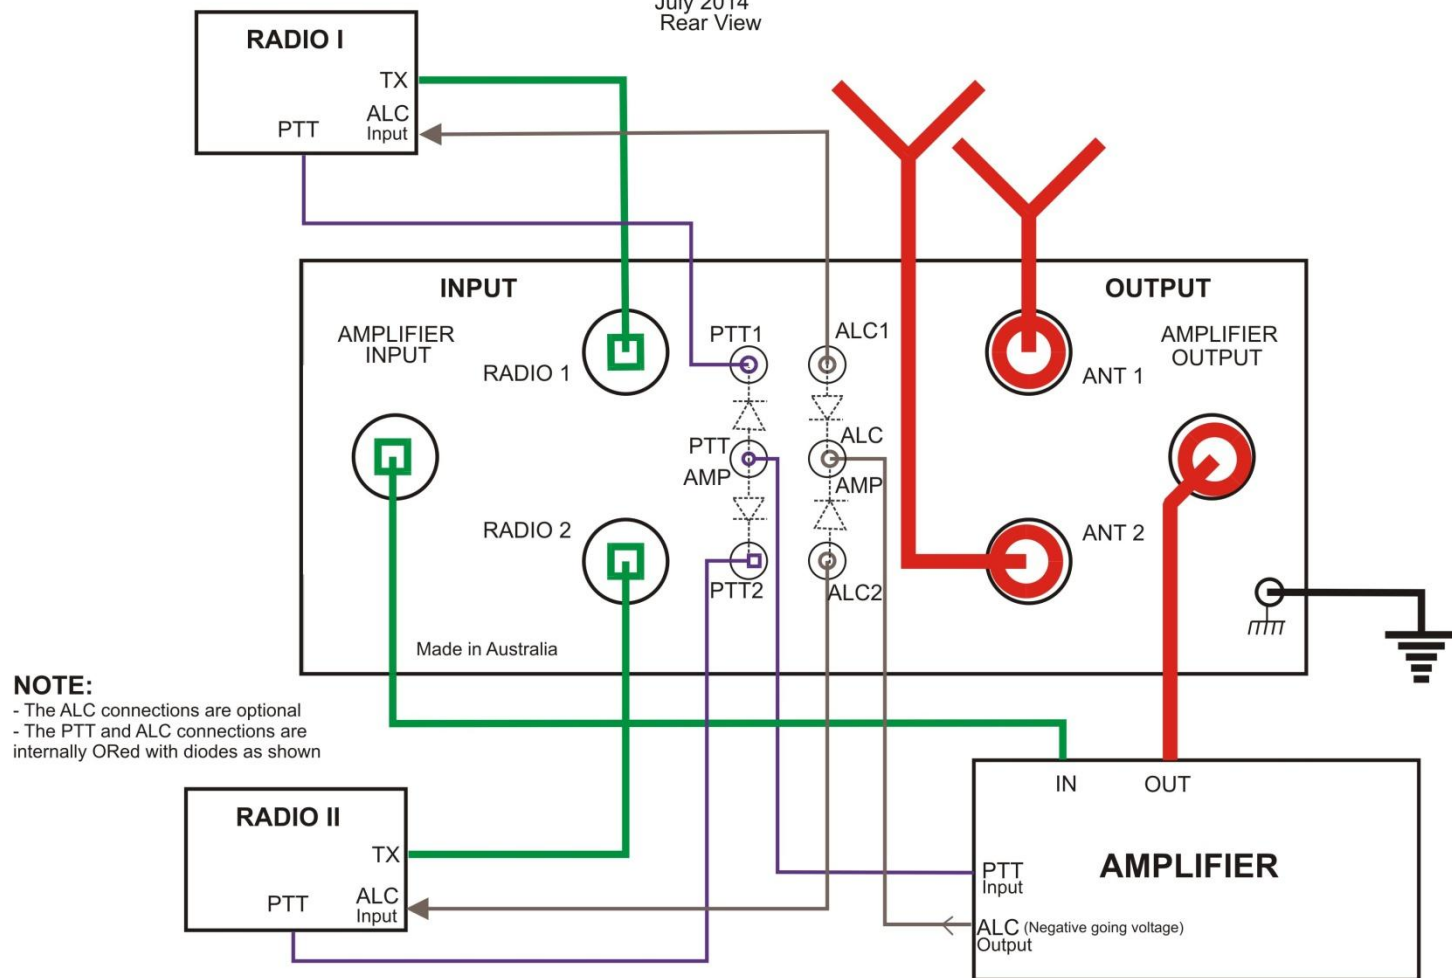 July 2014
Rear View
RADIO I
TX
ALC
Input
PTT
INPUT
OUTPUT
AMPLIFIER
INPUT
RADIO 1
PTT1
ALC1
ANT 1
AMPLIFIER
OUTPUT
PTT
AMP
ALC
AMP
RADIO 2
PTT2
ALC2
ANT 2
Made in Australia
NOTE:
- The ALC connections are optional
- The PTT and ALC connections are
internally ORed with diodes as shown
RADIO II
TX
ALC
Input
PTT
IN
OUT
AMPLIFIER
PTT
Input
ALC (Negative going voltage)
Output